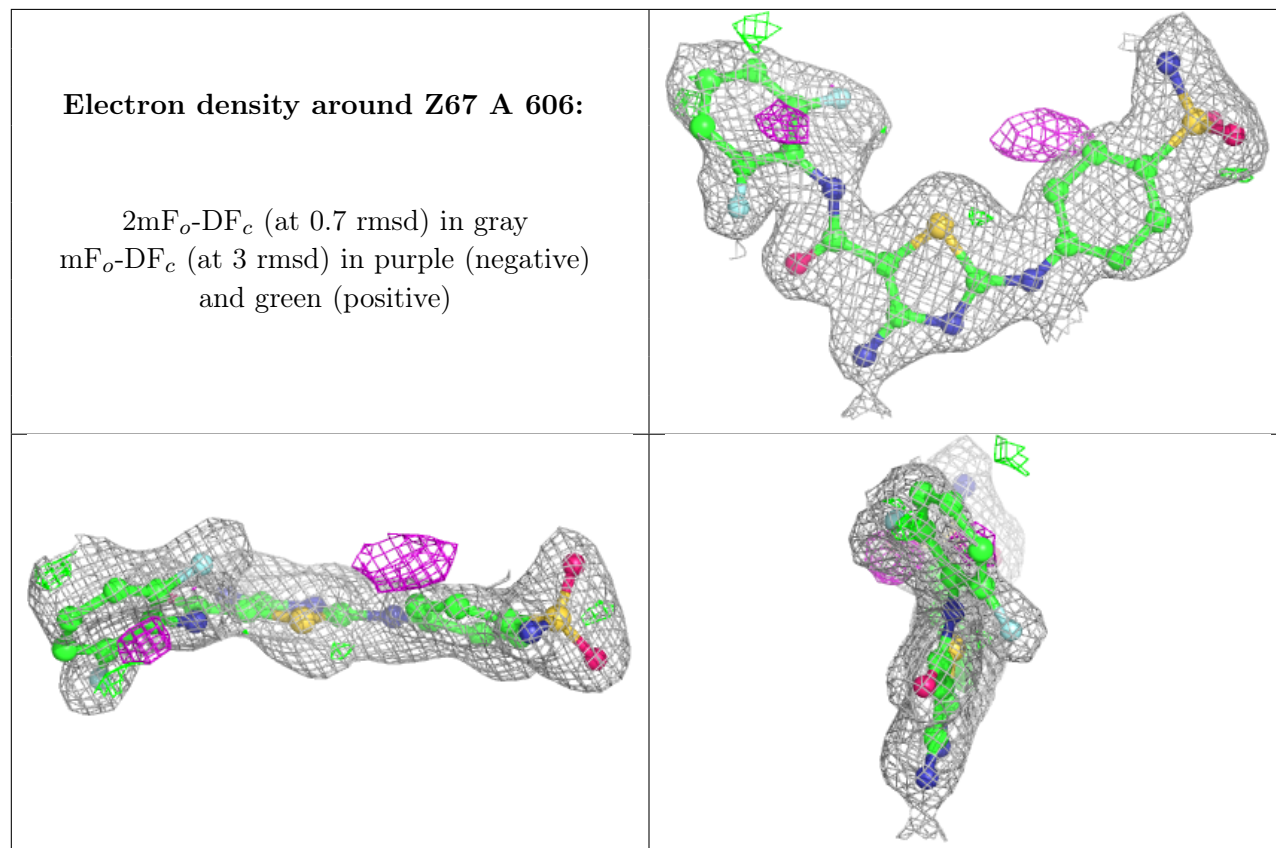 Electron density around Z67 A 606:
2mFo-DFc (at 0.7 rmsd) in gray
mFo-DFc (at 3 rmsd) in purple (negative)
and green (positive)